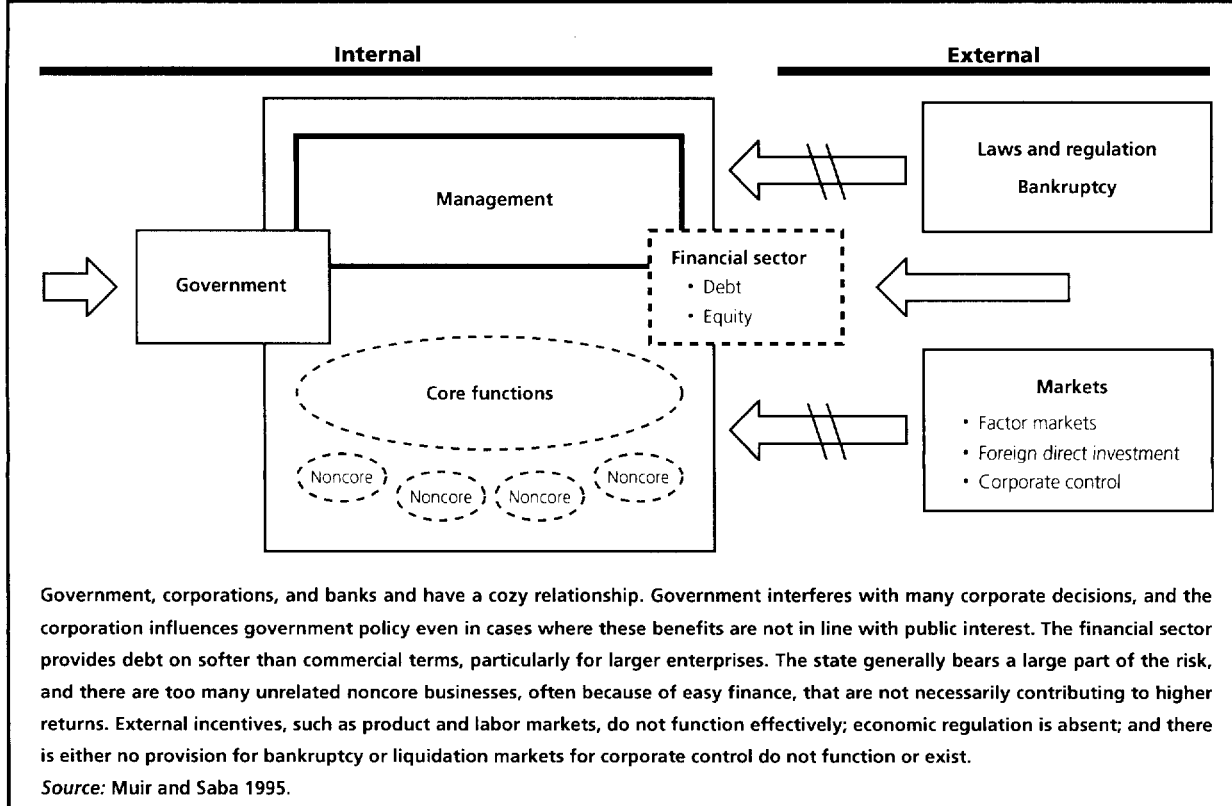 Internal
External
Management
Government
Financial sector
• Debt
• Equity
Core functions
Noncore
Noncore
Noncore
Noncore
Laws and regulation
Bankruptcy
Markets
• Factor markets
• Foreign direct investment
• Corporate control
Government, corporations, and banks and have a cozy relationship. Government interferes with many corporate decisions, and the
corporation influences government policy even in cases where these benefits are not in line with public interest. The financial sector
provides debt on softer than commercial terms, particularly for larger enterprises. The state generally bears a large part of the risk,
and there are too many unrelated noncore businesses, often because of easy finance, that are not necessarily contributing to higher
returns. External incentives, such as product and labor markets, do not function effectively; economic regulation is absent; and there
is either no provision for bankruptcy or liquidation markets for corporate control do not function or exist.
Source: Muir and Saba 1995.